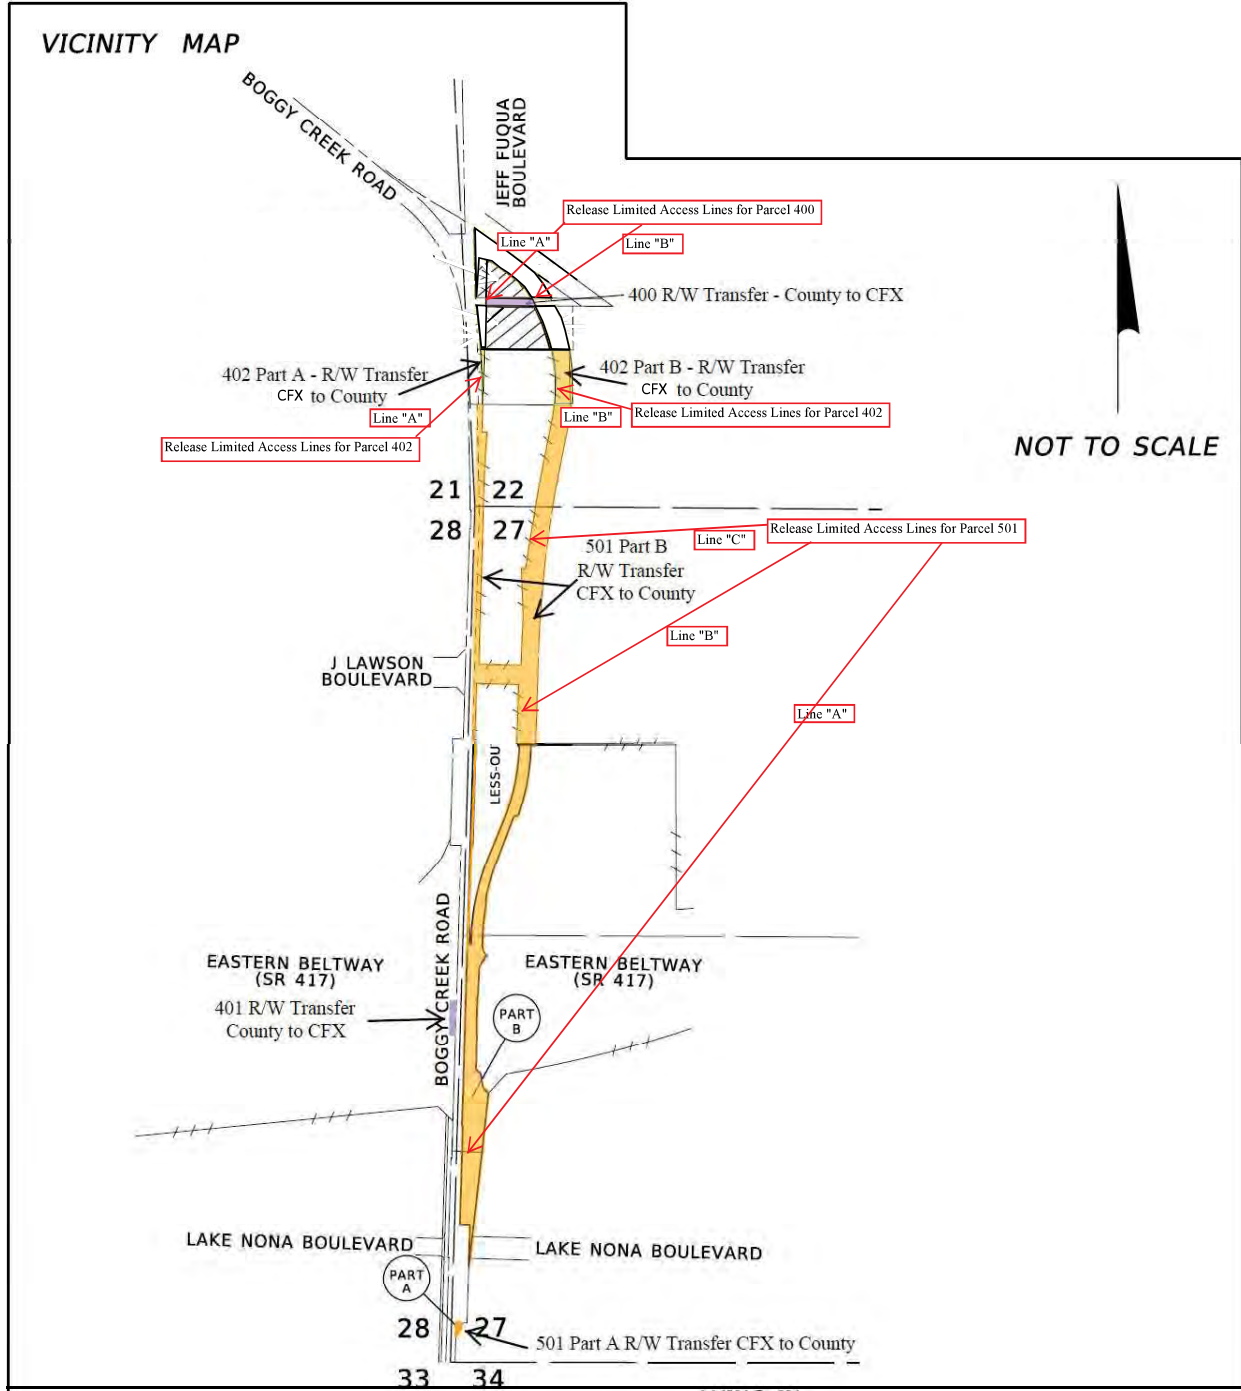 VICINITY MAP
BOGGY CREEK ROAD
JEFF FUQUA
BOULEVARD
Release Limited Access Lines for Parcel 400
Line "A"
Line "B"
400 R/W Transfer - County to CFX
402 Part A - R/W Transfer
CFX to County
402 Part B - R/W Transfer
CFX to County
Line "A"
Line "B"
Release Limited Access Lines for Parcel 402
Release Limited Access Lines for Parcel 402
NOT TO SCALE
21 22
28 27
Release Limited Access Lines for Parcel 501
Line "C"
501 Part B
R/W Transfer
CFX to County
Line "B"
J LAWSON
BOULEVARD
Line "A"
LESS-OU
BOGGY CREEK ROAD
EASTERN BELTWAY
(SR 417)
EASTERN BELTWAY
(SR 417)
401 R/W Transfer
County to CFX
PART
B
LAKE NONA BOULEVARD
LAKE NONA BOULEVARD
PART
A
28 27
501 Part A R/W Transfer CFX to County
33 34